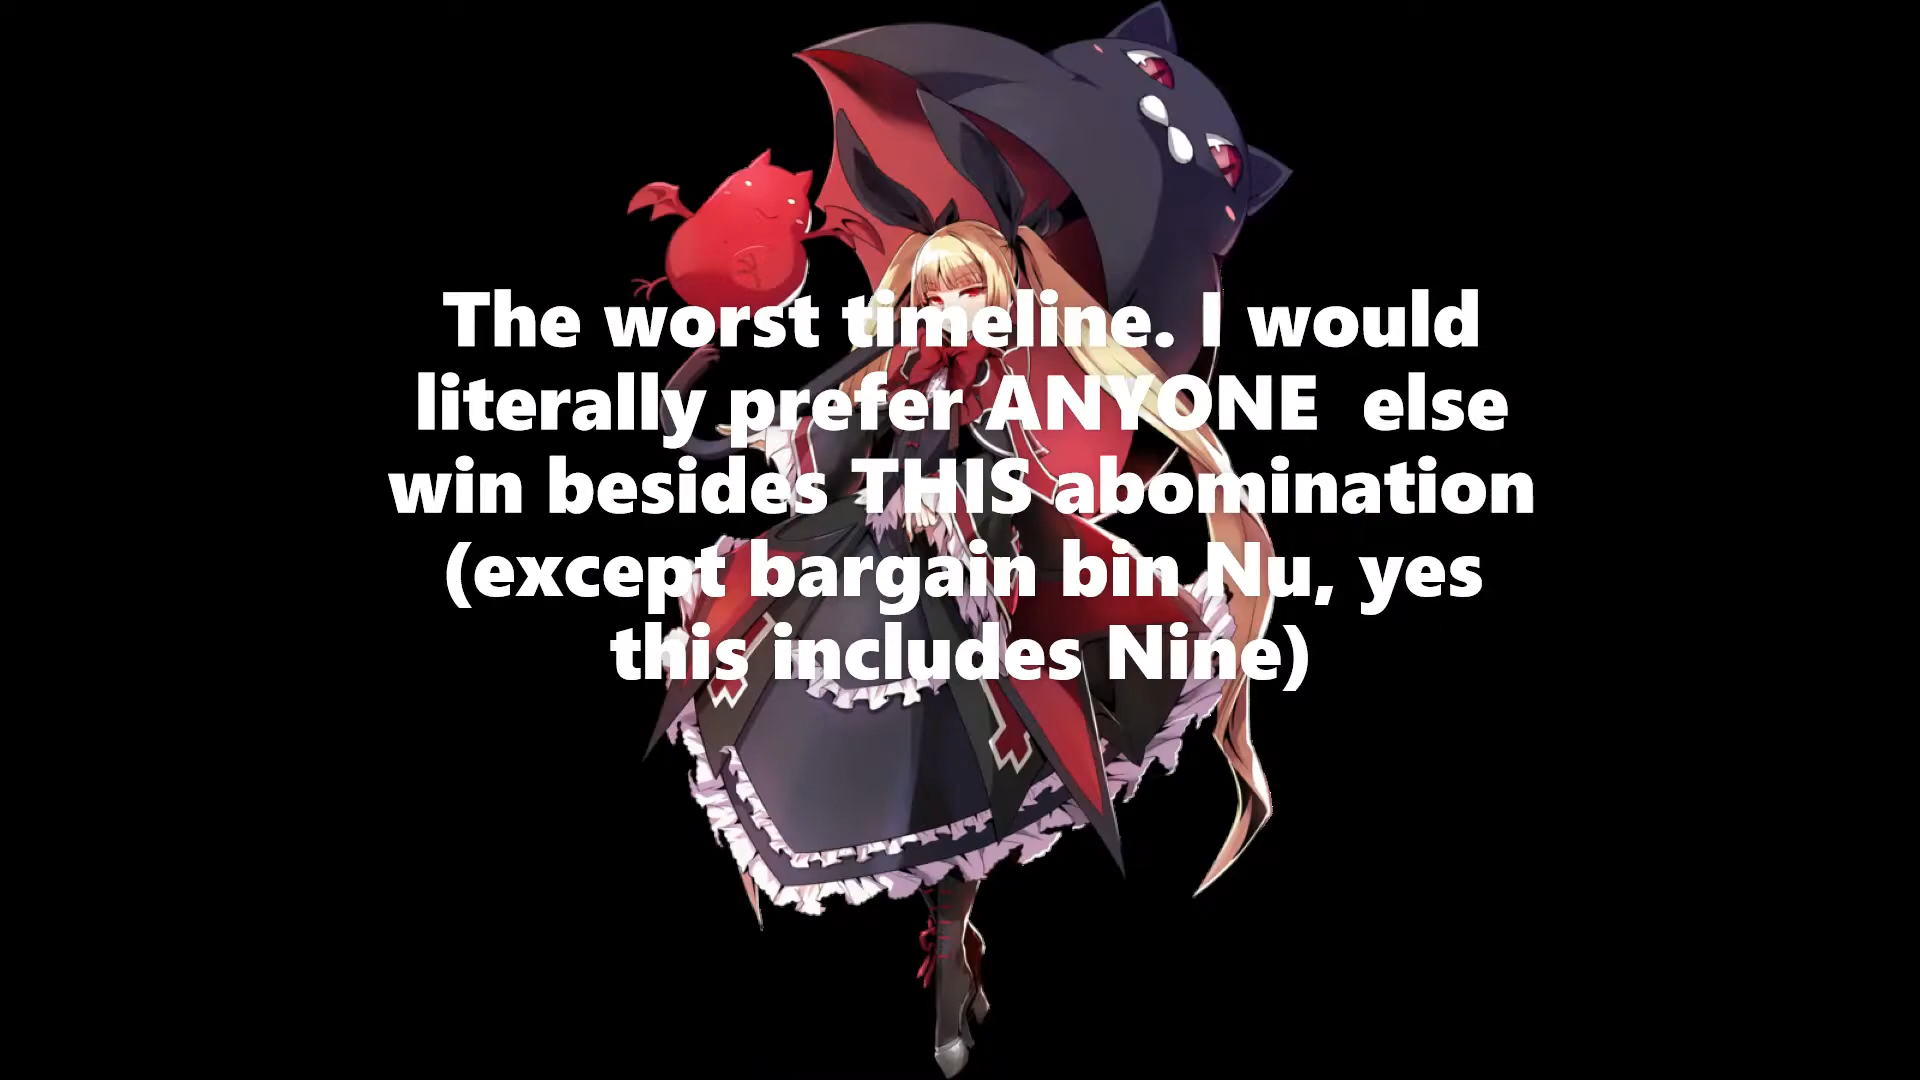 The worst timeline. I would
literally prefer ANYONE  else
win besides THIS abomination
(except bargain bin Nu, yes
this includes Nine)